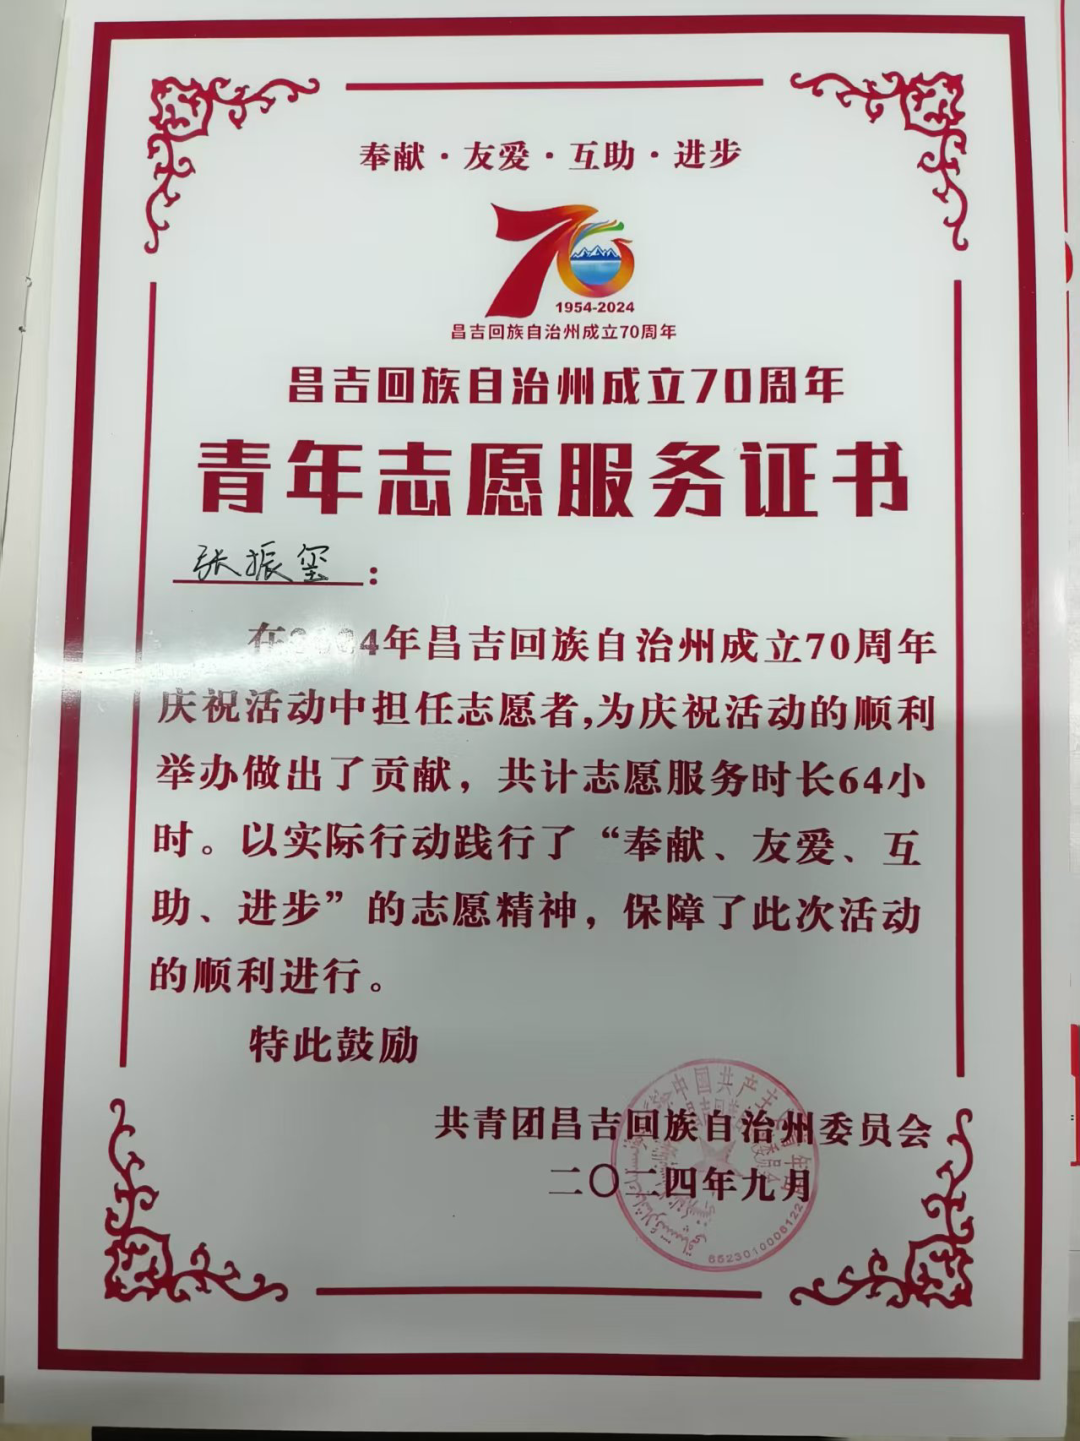 奉献·友爱·互助·进步
70
1954-2024
昌吉回族自治州成立70周年
昌吉回族自治州成立70周年
青年志愿服务证书
张振玺：
在2024年昌吉回族自治州成立70周年
庆祝活动中担任志愿者,为庆祝活动的顺利
举办做出了贡献，共计志愿服务时长64小
时。以实际行动践行了“奉献、友爱、互
助、进步”的志愿精神，保障了此次活动
的顺利进行。
特此鼓励
共青团昌吉回族自治州委员会
二〇二四年九月